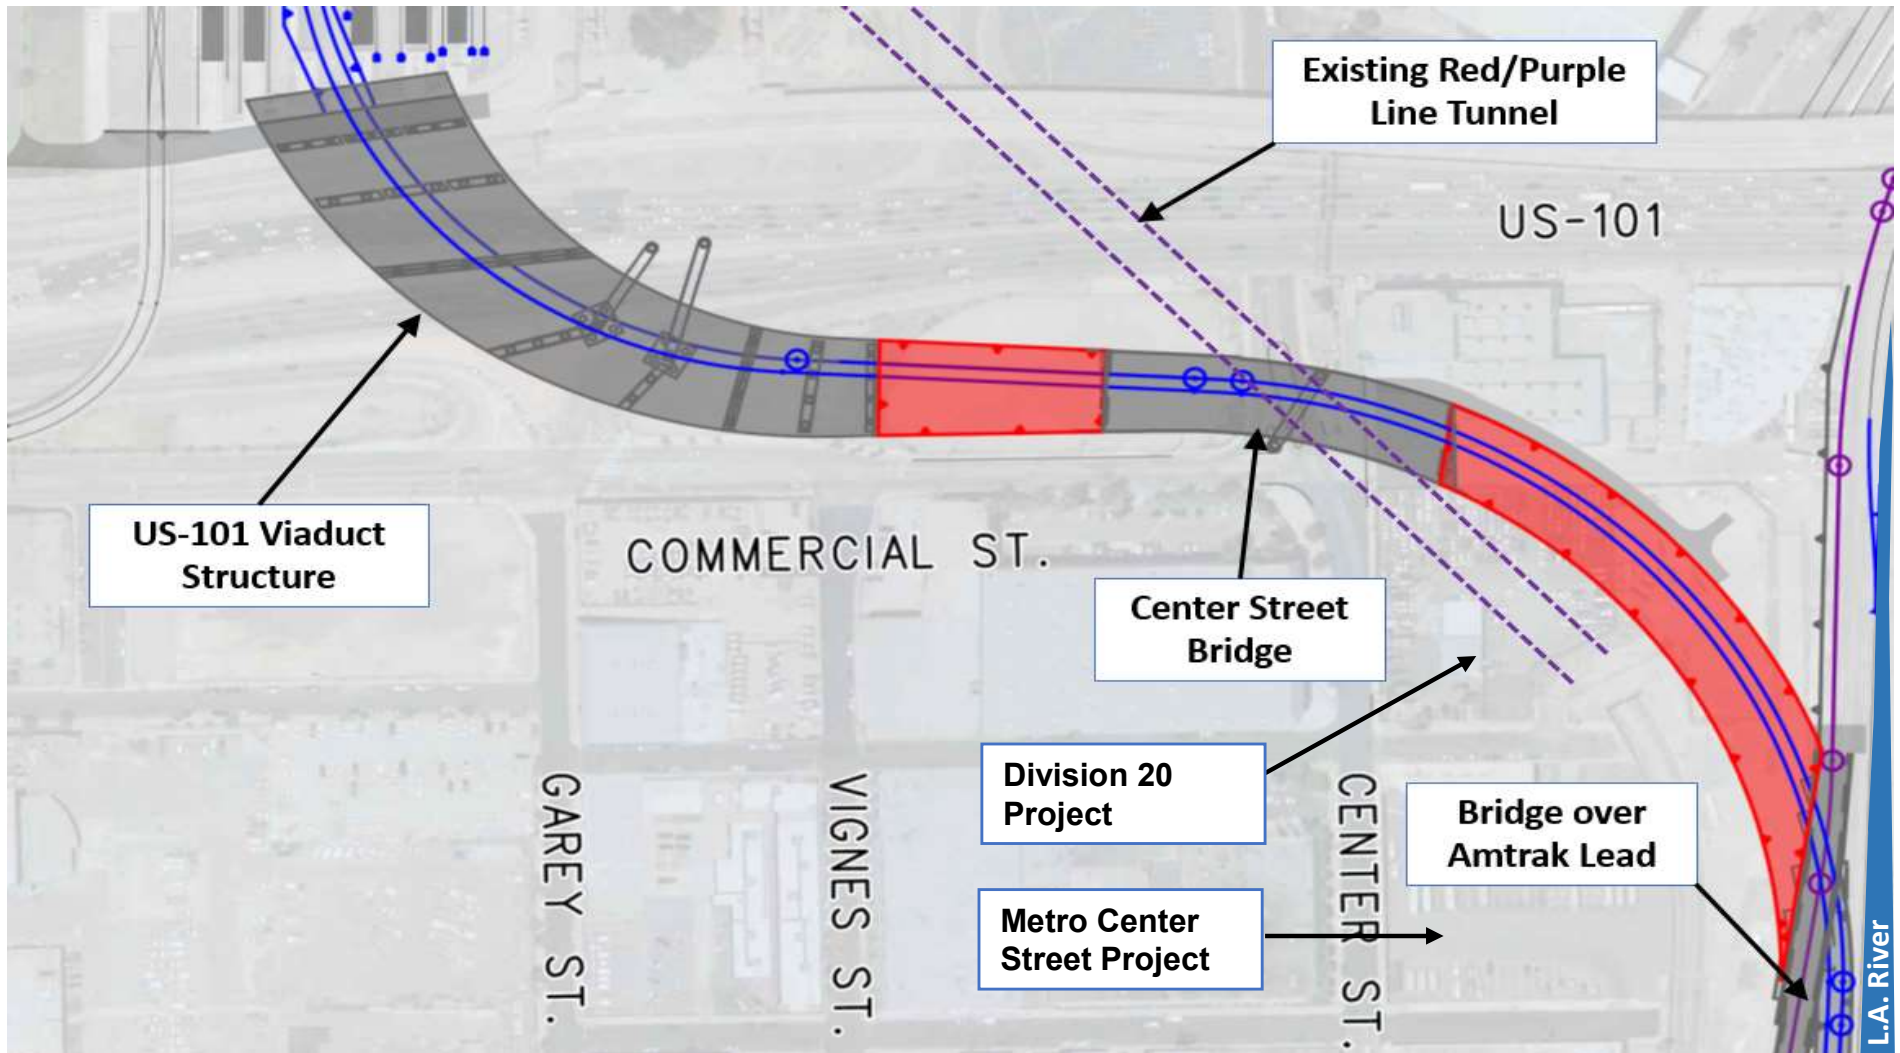 Existing Red/Purple
Line Tunnel
US-101
US-101 Viaduct
Structure
COMMERCIAL ST.
Center Street
Bridge
Division 20
Project
Bridge over
Amtrak Lead
Metro Center
Street Project
GAREY ST.
VIGNES ST.
CENTER ST.
L.A. River